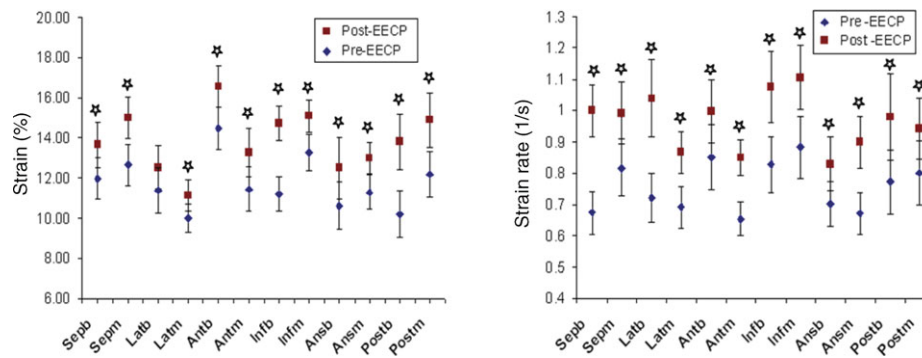 20.00
18.00
16.00
14.00
12.00
10.00
8.00
6.00
Strain (%)
Post-EECP
Pre-EECP
Sepb Sepm Latb Latm Antb Antm Infb Infm Ansb Ansm Postb Postm
1.3
1.2
1.1
1
0.9
0.8
0.7
0.6
0.5
0.4
Strain rate (1/s)
Pre -EECP
Post -EECP
Sepb Sepm Latb Latm Antb Antm Infb Infm Ansb Ansm Postb Postm